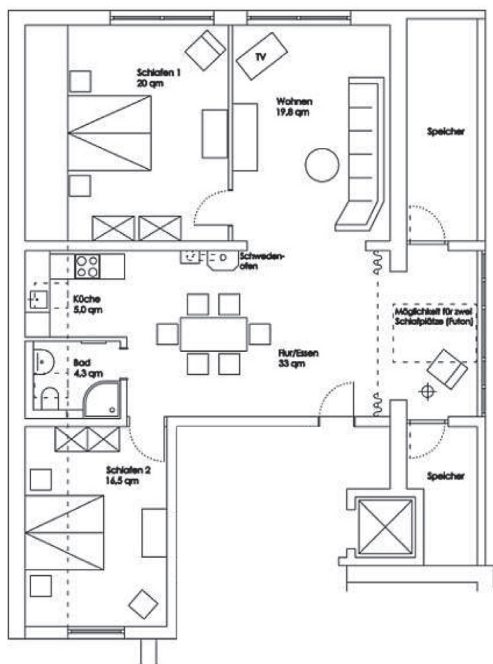 Schlafen 1
20 qm
TV
Wohnen
19,8 qm
Speicher
Schweden-
ofen
Küche
5,0 qm
Möglichkeit für zwei
Schlafplätze (Futon)
Bad
4,3 qm
Flur/Essen
33 qm
Schlafen 2
16,5 qm
Speicher